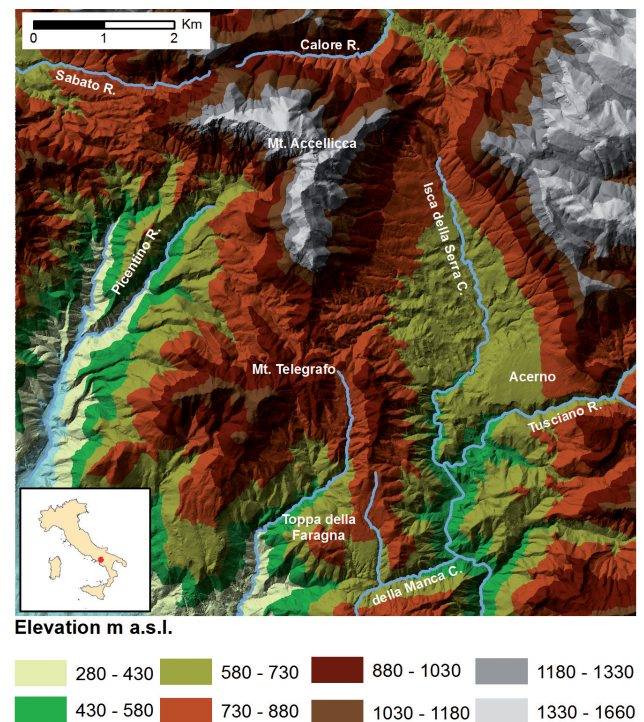 Km
0 1 2
Calore R.
Sabato R.
Mt. Accellicca
Isca della Serra C.
Picentino R.
Mt. Telegrafo
Acerno
Tusciano R.
Toppa della
Faragna
della Manca C.
Elevation m a.s.l.
280 - 430 580 - 730 880 - 1030 1180 - 1330
430 - 580 730 - 880 1030 - 1180 1330 - 1660